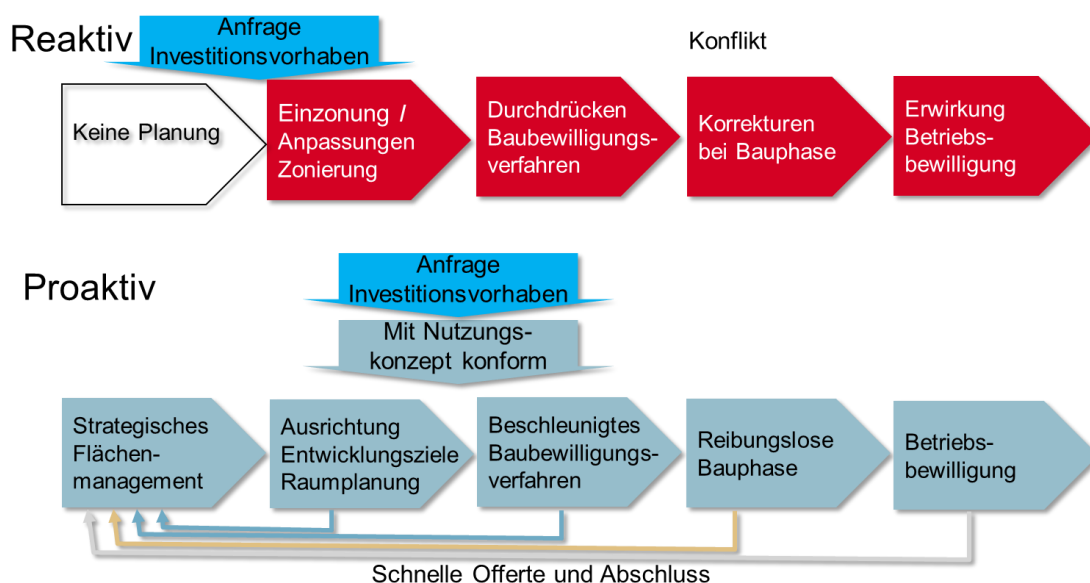 Reaktiv
Anfrage
Investitionsvorhaben
Konflikt
Keine Planung
Einzonung /
Anpassungen
Zonierung
Durchdrücken
Baubewilligungs-
verfahren
Korrekturen
bei Bauphase
Erwirkung
Betriebs-
bewilligung
Proaktiv
Anfrage
Investitionsvorhaben
Mit Nutzungs-
konzept konform
Strategisches
Flächen-
management
Ausrichtung
Entwicklungsziele
Raumplanung
Beschleunigtes
Baubewilligungs-
verfahren
Reibungslose
Bauphase
Betriebs-
bewilligung
Schnelle Offerte und Abschluss